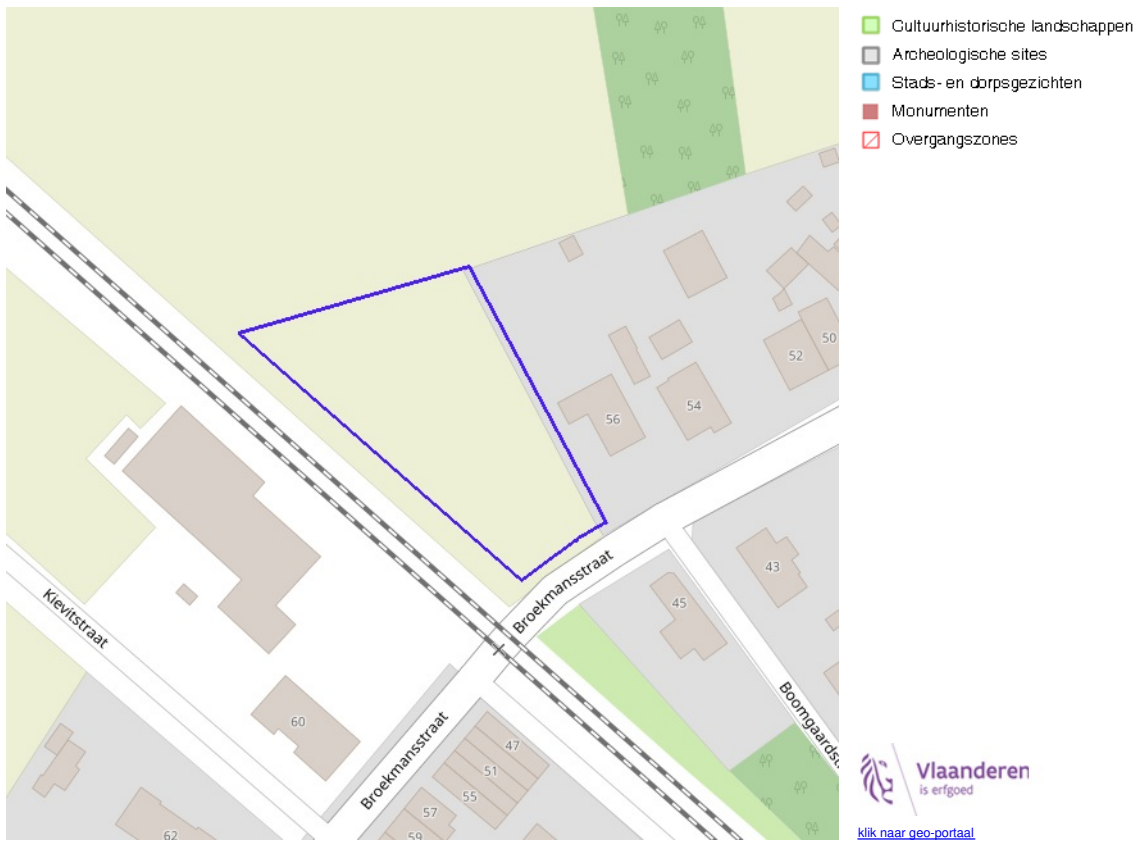 Cultuurhistorische landschappen
Archeologische sites
Stads- en dorpsgezichten
Monumenten
Overgangszones
50
52
54
56
43
45
Broekmansstraat
Kievitstraat
Boomgaardst
60
47
51
55
57
59
62
Broekmansstraat
Vlaanderen
is erfgoed
klik naar geo-portaal